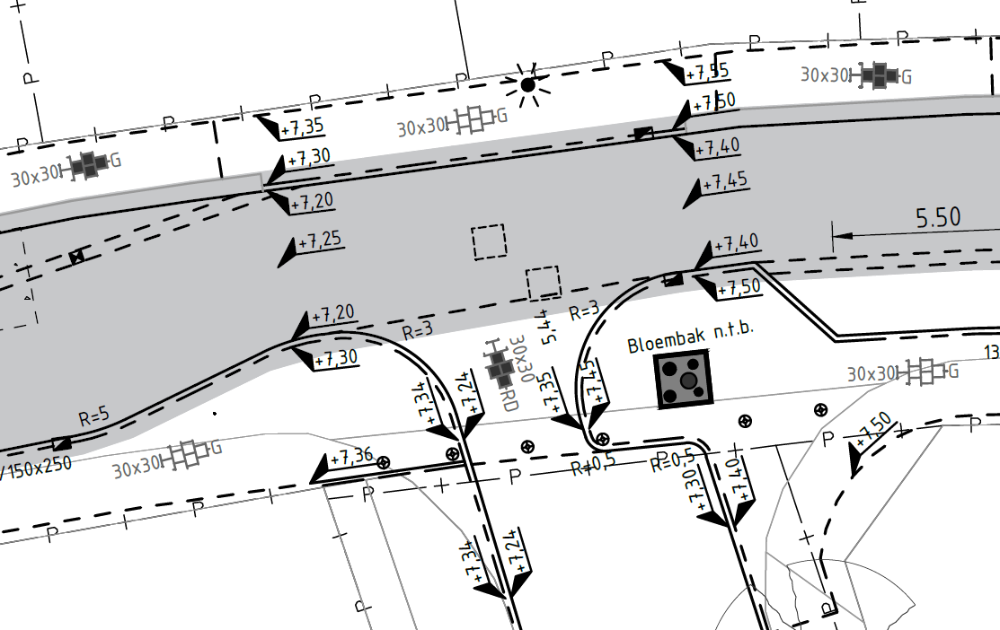 P
P
P
P
P
P
P
P
P
P
+7,55
30x30 G
+7,50
+7,35
30x30 G
+7,40
30x30 G
+7,30
+7,45
+7,20
5.50
+7,25
+7,40
+7,50
+7,20
R=3
R=3
5,44
Bloembak n.t.b.
+7,30
30x30
RD
13
30x30 G
+7,34
+7,24
+7,35
+7,45
R=5
+7,50
P
P
/150x250
30x30 G
+7,36
P
P
R=0,5
R=0,5
+7,30
+7,40
P
P
+7,34
+7,24
P
P